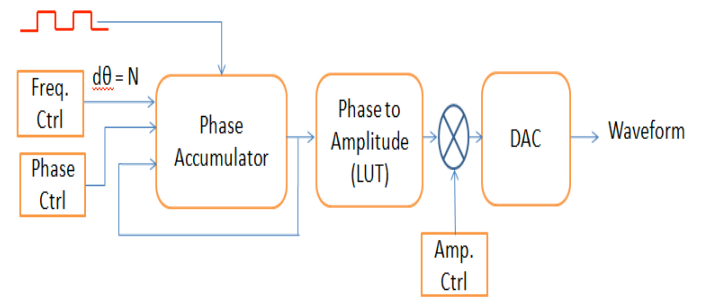 Freq.
Ctrl
dθ = N
Phase
Ctrl
Phase
Accumulator
Phase to
Amplitude
(LUT)
Amp.
Ctrl
DAC
Waveform